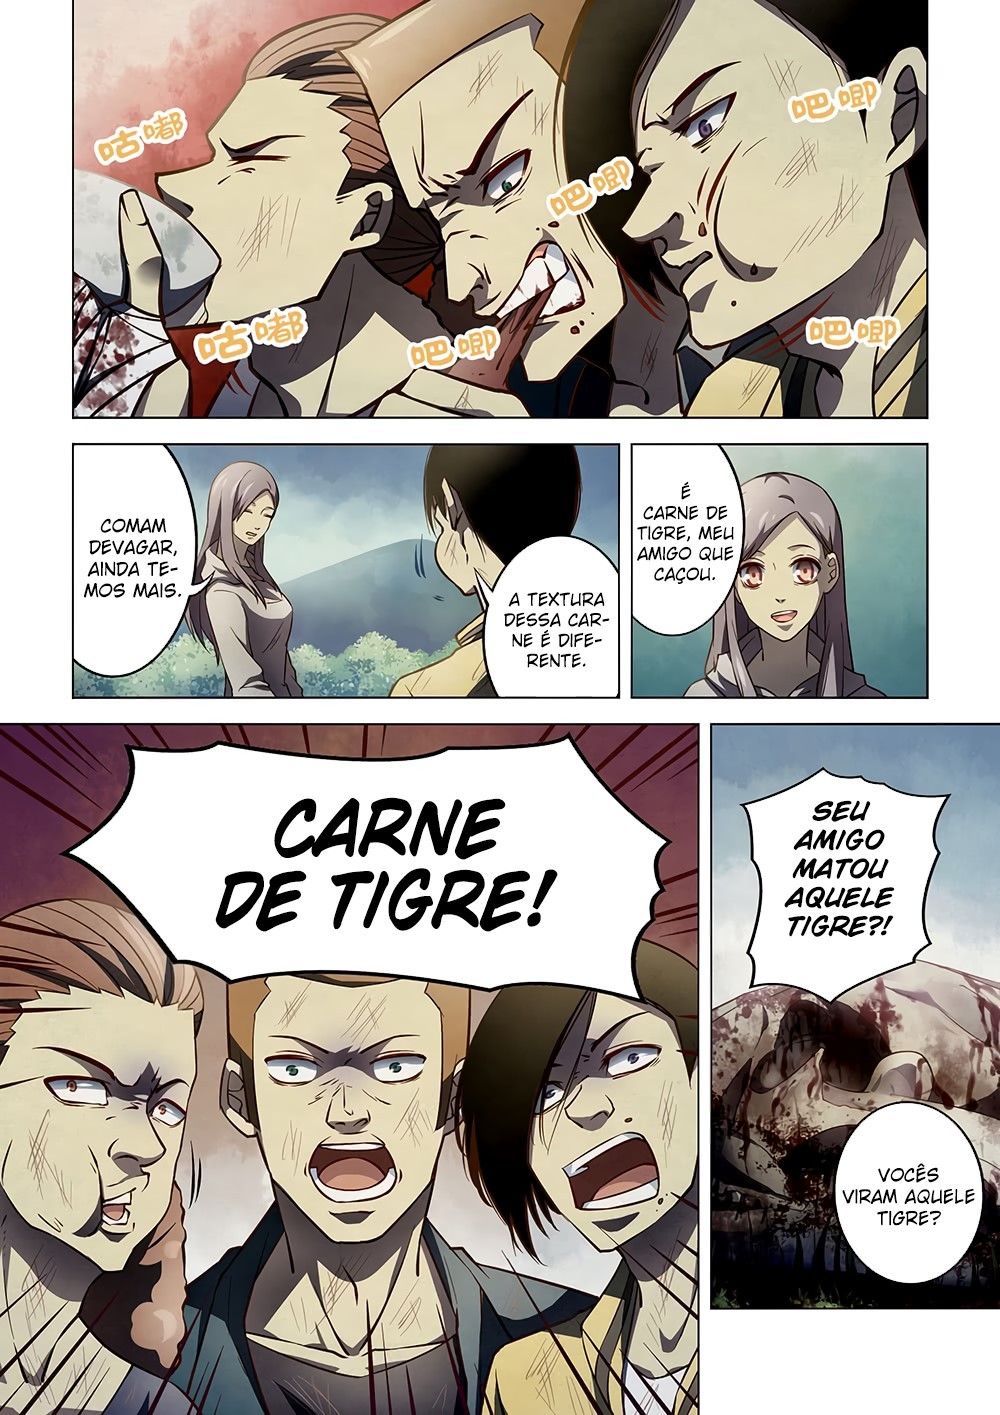 咕嘟
吧唧
吧唧
咕嘟
吧唧
吧唧
COMAM
DEVAGAR,
AINDA TE-
MOS MAIS.
A TEXTURA
DESSA CAR-
NE É DIFE-
RENTE.
É
CARNE DE
TIGRE, MEU
AMIGO QUE
CAÇOU.
CARNE
DE TIGRE!
SEU
AMIGO
MATOU
AQUELE
TIGRE?!
VOCÊS
VIRAM AQUELE
TIGRE?